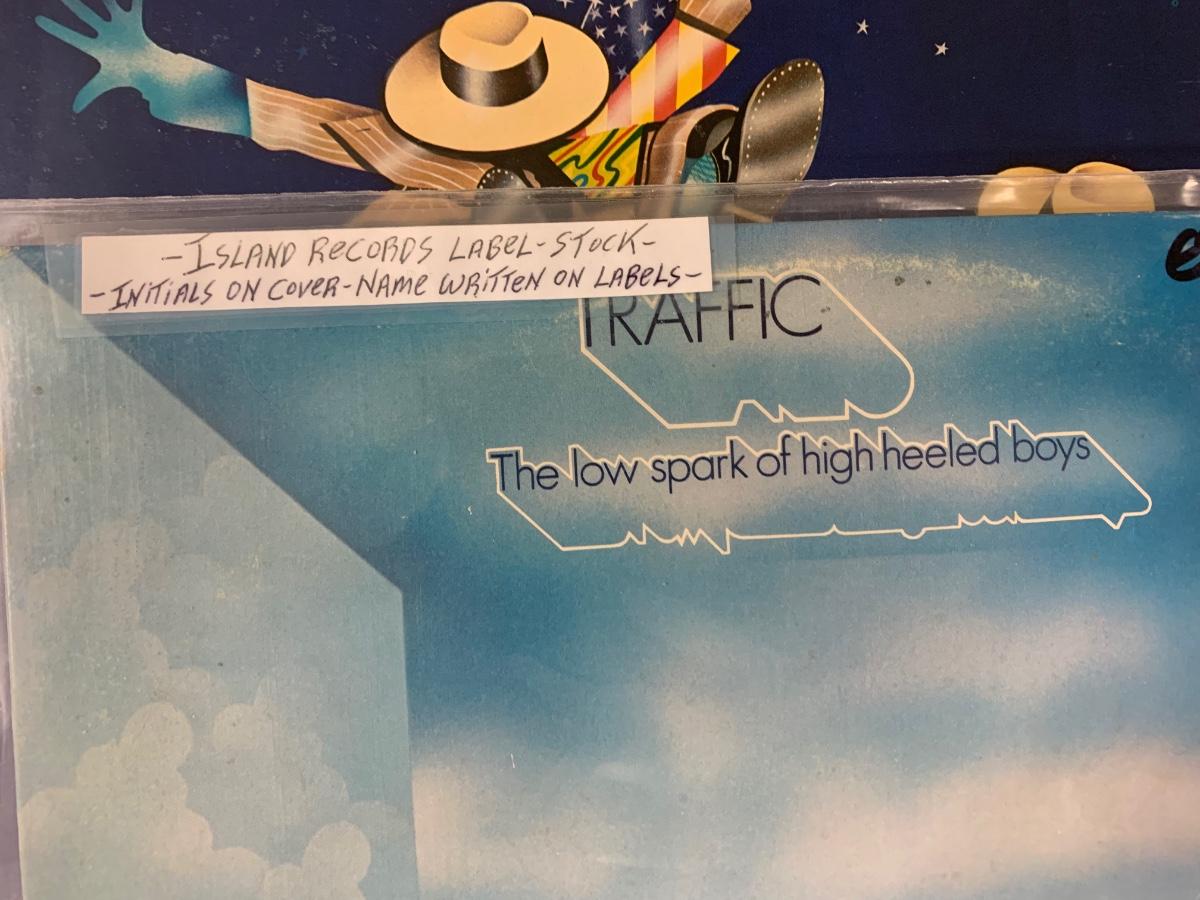 -ISLAND RECORDS LABEL-STOCK-
-INITIALS ON COVER-NAME WRITTEN ON LABELS-
TRAFFIC
The low spark of high heeled boys